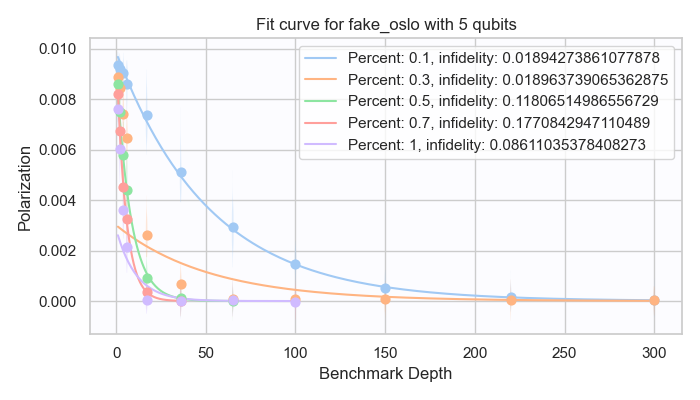 Fit curve for fake_oslo with 5 qubits
Polarization
0.010
0.008
0.006
0.004
0.002
0.000
Percent: 0.1, infidelity: 0.01894273861077878
Percent: 0.3, infidelity: 0.018963739065362875
Percent: 0.5, infidelity: 0.11806514986556729
Percent: 0.7, infidelity: 0.1770842947110489
Percent: 1, infidelity: 0.08611035378408273
0 50 100 150 200 250 300
Benchmark Depth